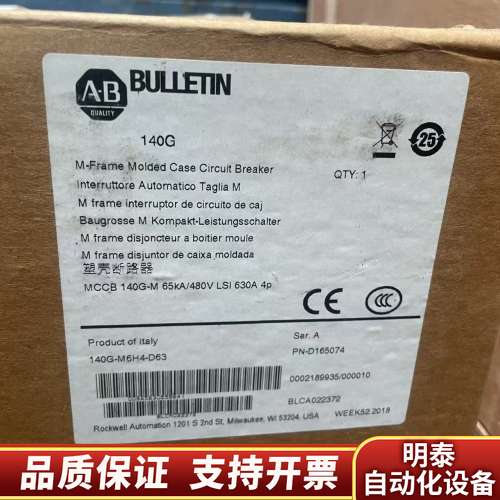 A-B
QUALITY
BULLETIN
140G
25
M-Frame Molded Case Circuit Breaker
QTY: 1
Interruttore Automatico Taglia M
M frame interruptor de circuito de caj
Baugrosse M Kompakt-Leistungsschalter
M frame disjoncteur a boitier moule
M frame disjuntor de caixa moldada
塑壳断路器
MCCB 140G-M 65kA/480V LSI 630A 4p
CE
CCC
Product of Italy
Ser. A
140G-M6H4-D63
PN-D165074
0002189935/000010
BLCA022372
Rockwell Automation 1201 S 2nd St, Milwaukee, WI 53204, USA
WEEK52.2018
品质保证 支持开票
明泰
自动化设备